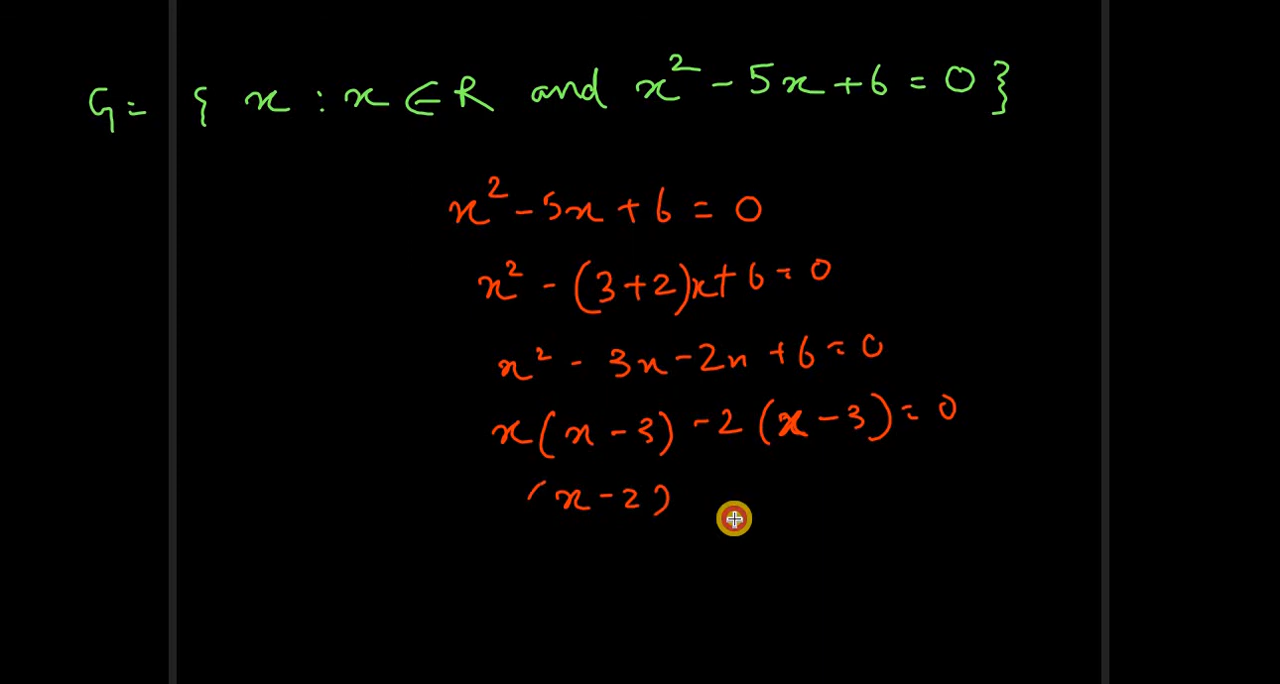 G = { x : x ∈ R and x² - 5x + 6 = 0 }
x² - 5x + 6 = 0
x² - (3+2)x + 6 = 0
x² - 3x - 2x + 6 = 0
x(x - 3) - 2(x - 3) = 0
(x - 2)